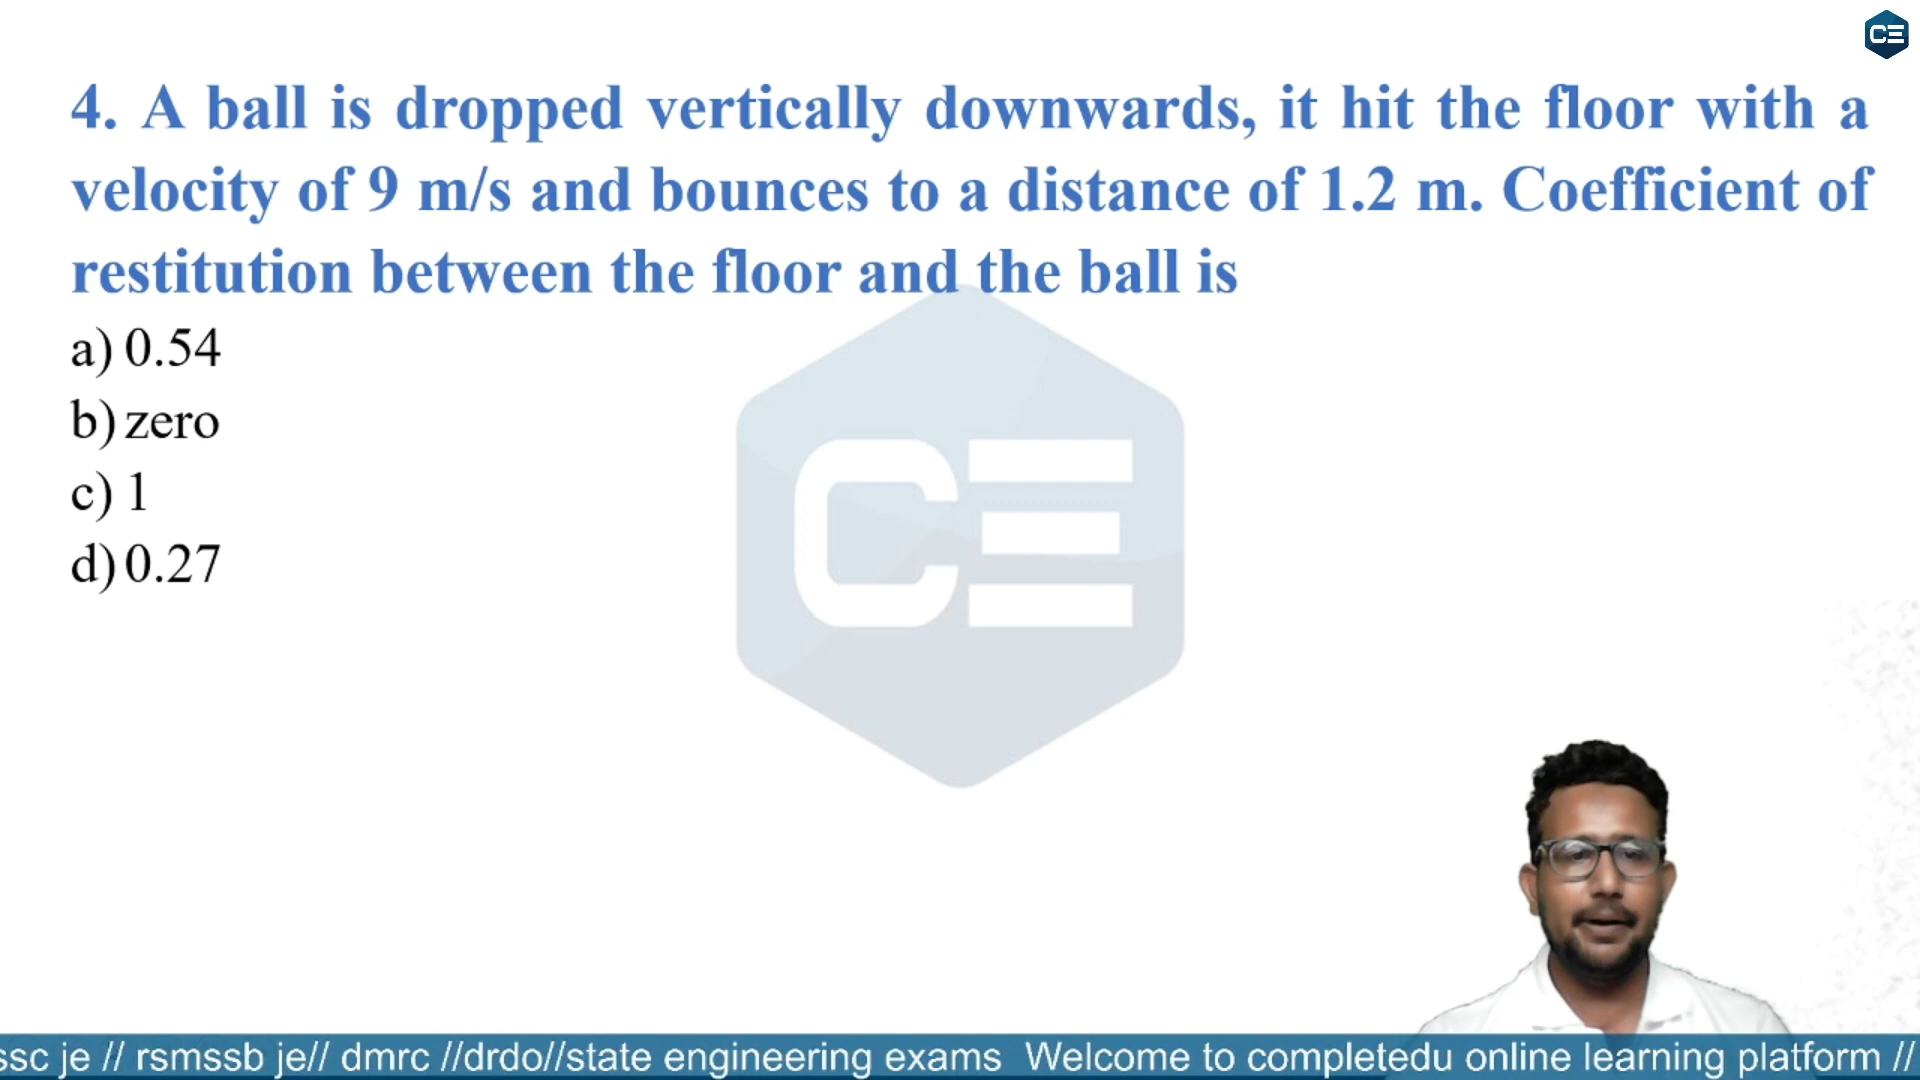 CE
4. A ball is dropped vertically downwards, it hit the floor with a
velocity of 9 m/s and bounces to a distance of 1.2 m. Coefficient of
restitution between the floor and the ball is
a) 0.54
b) zero
c) 1
d) 0.27
CE
ssc je // rsmssb je// dmrc //drdo//state engineering exams Welcome to completedu online learning platform //